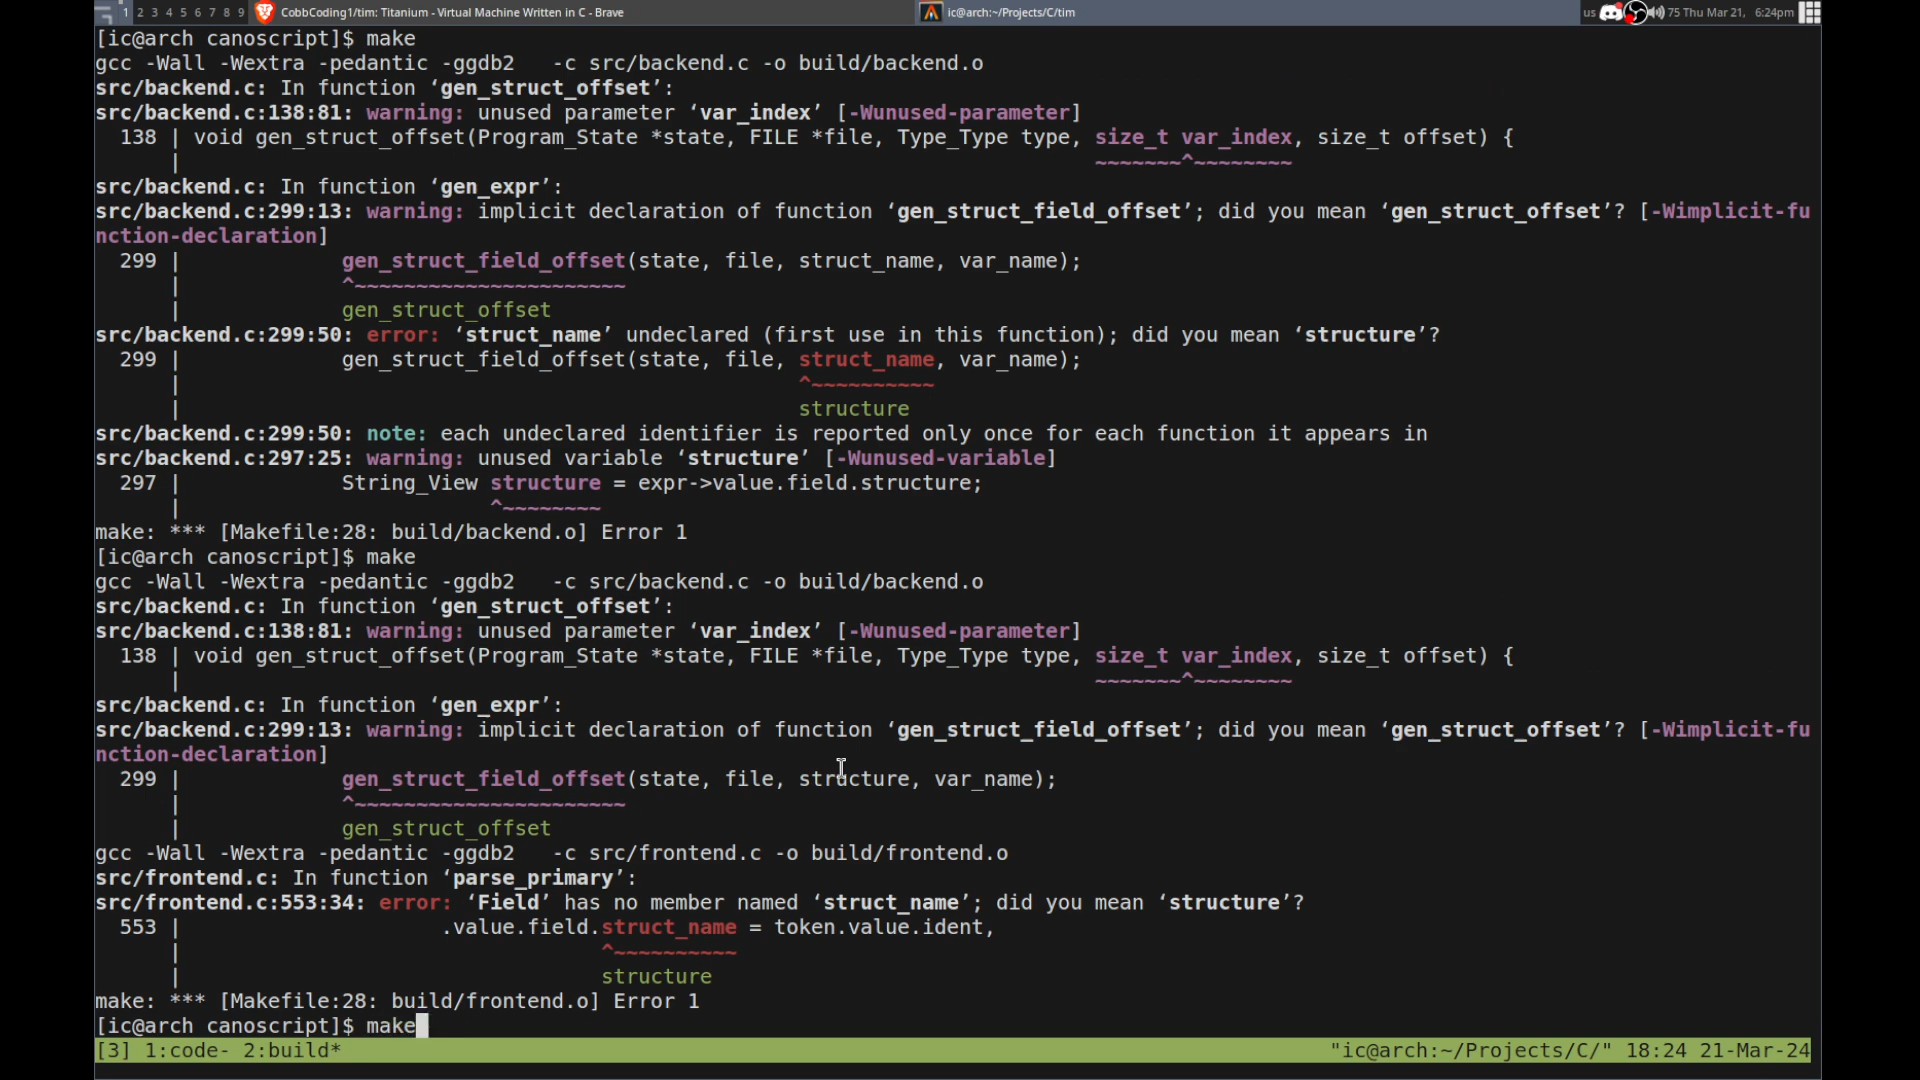 1 2 3 4 5 6 7 8 9 CobbCoding1/tim: Titanium - Virtual Machine Written in C - Brave ic@arch:~/Projects/C/tim us 75 Thu Mar 21, 6:24pm
[ic@arch canoscript]$ make
gcc -Wall -Wextra -pedantic -ggdb2   -c src/backend.c -o build/backend.o
src/backend.c: In function ‘gen_struct_offset’:
src/backend.c:138:81: warning: unused parameter ‘var_index’ [-Wunused-parameter]
  138 | void gen_struct_offset(Program_State *state, FILE *file, Type_Type type, size_t var_index, size_t offset) {
      |                                                                          ~~~~~~~^~~~~~~~~
src/backend.c: In function ‘gen_expr’:
src/backend.c:299:13: warning: implicit declaration of function ‘gen_struct_field_offset’; did you mean ‘gen_struct_offset’? [-Wimplicit-fu
nction-declaration]
  299 |             gen_struct_field_offset(state, file, struct_name, var_name);
      |             ^~~~~~~~~~~~~~~~~~~~~~~
      |             gen_struct_offset
src/backend.c:299:50: error: ‘struct_name’ undeclared (first use in this function); did you mean ‘structure’?
  299 |             gen_struct_field_offset(state, file, struct_name, var_name);
      |                                                  ^~~~~~~~~~~
      |                                                  structure
src/backend.c:299:50: note: each undeclared identifier is reported only once for each function it appears in
src/backend.c:297:25: warning: unused variable ‘structure’ [-Wunused-variable]
  297 |             String_View structure = expr->value.field.structure;
      |                         ^~~~~~~~~
make: *** [Makefile:28: build/backend.o] Error 1
[ic@arch canoscript]$ make
gcc -Wall -Wextra -pedantic -ggdb2   -c src/backend.c -o build/backend.o
src/backend.c: In function ‘gen_struct_offset’:
src/backend.c:138:81: warning: unused parameter ‘var_index’ [-Wunused-parameter]
  138 | void gen_struct_offset(Program_State *state, FILE *file, Type_Type type, size_t var_index, size_t offset) {
      |                                                                          ~~~~~~~^~~~~~~~~
src/backend.c: In function ‘gen_expr’:
src/backend.c:299:13: warning: implicit declaration of function ‘gen_struct_field_offset’; did you mean ‘gen_struct_offset’? [-Wimplicit-fu
nction-declaration]
  299 |             gen_struct_field_offset(state, file, structure, var_name);
      |             ^~~~~~~~~~~~~~~~~~~~~~~
      |             gen_struct_offset
gcc -Wall -Wextra -pedantic -ggdb2   -c src/frontend.c -o build/frontend.o
src/frontend.c: In function ‘parse_primary’:
src/frontend.c:553:34: error: ‘Field’ has no member named ‘struct_name’; did you mean ‘structure’?
  553 |                     .value.field.struct_name = token.value.ident,
      |                                  ^~~~~~~~~~~
      |                                  structure
make: *** [Makefile:28: build/frontend.o] Error 1
[ic@arch canoscript]$ make
[3] 1:code- 2:build* "ic@arch:~/Projects/C/" 18:24 21-Mar-24